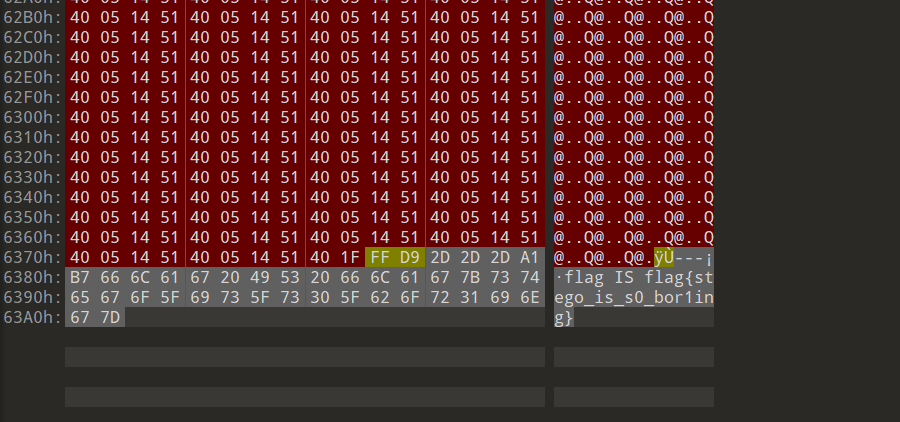 62B0h: 40 05 14 51 40 05 14 51 40 05 14 51 40 05 14 51 @..Q@..Q@..Q@..Q
62C0h: 40 05 14 51 40 05 14 51 40 05 14 51 40 05 14 51 @..Q@..Q@..Q@..Q
62D0h: 40 05 14 51 40 05 14 51 40 05 14 51 40 05 14 51 @..Q@..Q@..Q@..Q
62E0h: 40 05 14 51 40 05 14 51 40 05 14 51 40 05 14 51 @..Q@..Q@..Q@..Q
62F0h: 40 05 14 51 40 05 14 51 40 05 14 51 40 05 14 51 @..Q@..Q@..Q@..Q
6300h: 40 05 14 51 40 05 14 51 40 05 14 51 40 05 14 51 @..Q@..Q@..Q@..Q
6310h: 40 05 14 51 40 05 14 51 40 05 14 51 40 05 14 51 @..Q@..Q@..Q@..Q
6320h: 40 05 14 51 40 05 14 51 40 05 14 51 40 05 14 51 @..Q@..Q@..Q@..Q
6330h: 40 05 14 51 40 05 14 51 40 05 14 51 40 05 14 51 @..Q@..Q@..Q@..Q
6340h: 40 05 14 51 40 05 14 51 40 05 14 51 40 05 14 51 @..Q@..Q@..Q@..Q
6350h: 40 05 14 51 40 05 14 51 40 05 14 51 40 05 14 51 @..Q@..Q@..Q@..Q
6360h: 40 05 14 51 40 05 14 51 40 05 14 51 40 05 14 51 @..Q@..Q@..Q@..Q
6370h: 40 05 14 51 40 05 14 51 40 1F FF D9 2D 2D 2D A1 @..Q@..Q@.ÿÙ---¡
6380h: B7 66 6C 61 67 20 49 53 20 66 6C 61 67 7B 73 74 ·flag IS flag{st
6390h: 65 67 6F 5F 69 73 5F 73 30 5F 62 6F 72 31 69 6E ego_is_s0_bor1in
63A0h: 67 7D g}